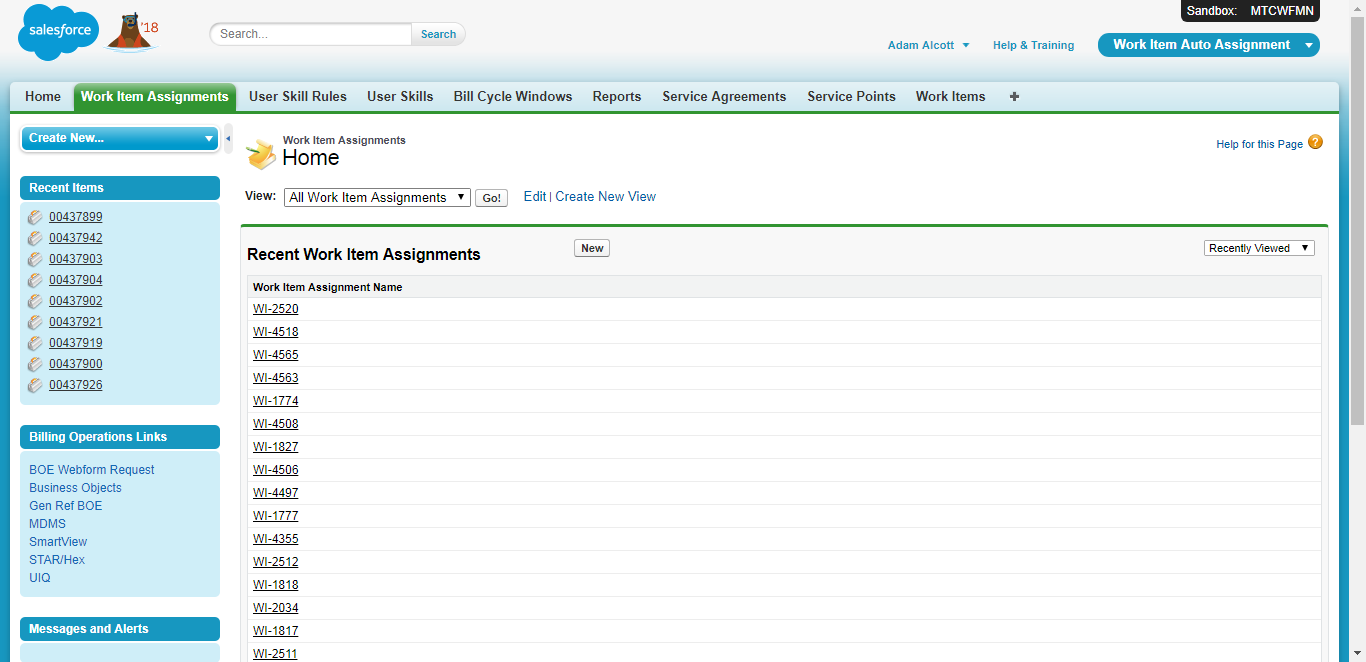 Sandbox: MTCWFMN
salesforce
'18
Search...
Search
Adam Alcott
Help & Training
Work Item Auto Assignment
Home
Work Item Assignments
User Skill Rules
User Skills
Bill Cycle Windows
Reports
Service Agreements
Service Points
Work Items
Create New...
Recent Items
00437899
00437942
00437903
00437904
00437902
00437921
00437919
00437900
00437926
Billing Operations Links
BOE Webform Request
Business Objects
Gen Ref BOE
MDMS
SmartView
STAR/Hex
UIQ
Messages and Alerts
Work Item Assignments
Home
Help for this Page ?
View: All Work Item Assignments Go! Edit | Create New View
Recent Work Item Assignments
New
Recently Viewed
Work Item Assignment Name
WI-2520
WI-4518
WI-4565
WI-4563
WI-1774
WI-4508
WI-1827
WI-4506
WI-4497
WI-1777
WI-4355
WI-2512
WI-1818
WI-2034
WI-1817
WI-2511